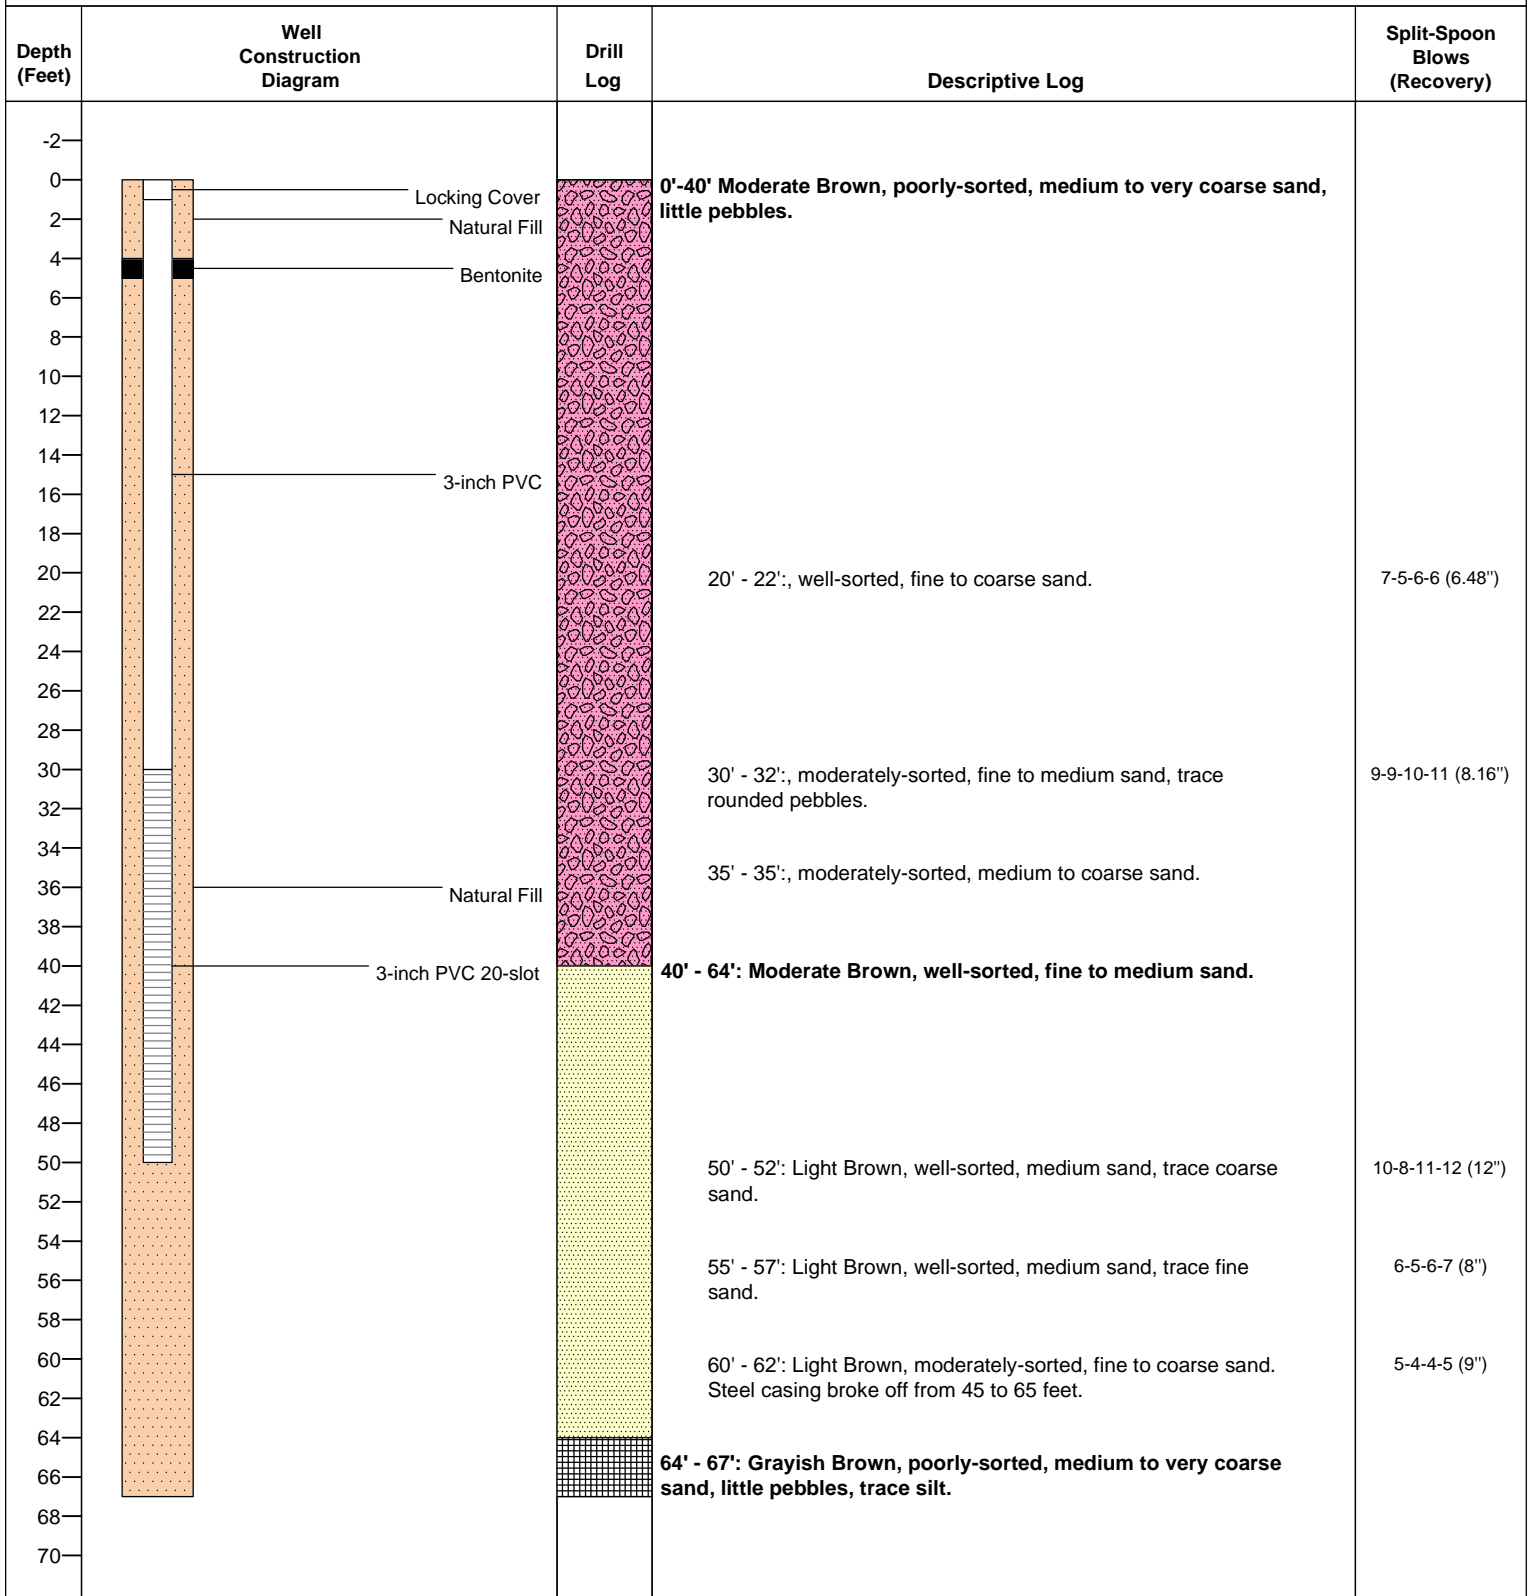 Depth
(Feet)
Well
Construction
Diagram
Drill
Log
Descriptive Log
Split-Spoon
Blows
(Recovery)
-2
0
2
4
6
8
10
12
14
16
18
20
22
24
26
28
30
32
34
36
38
40
42
44
46
48
50
52
54
56
58
60
62
64
66
68
70
Locking Cover
Natural Fill
Bentonite
3-inch PVC
Natural Fill
3-inch PVC 20-slot
0'-40' Moderate Brown, poorly-sorted, medium to very coarse sand,
little pebbles.
20' - 22':, well-sorted, fine to coarse sand.
7-5-6-6 (6.48")
30' - 32':, moderately-sorted, fine to medium sand, trace
rounded pebbles.
9-9-10-11 (8.16")
35' - 35':, moderately-sorted, medium to coarse sand.
40' - 64': Moderate Brown, well-sorted, fine to medium sand.
50' - 52': Light Brown, well-sorted, medium sand, trace coarse
sand.
10-8-11-12 (12")
55' - 57': Light Brown, well-sorted, medium sand, trace fine
sand.
6-5-6-7 (8")
60' - 62': Light Brown, moderately-sorted, fine to coarse sand.
Steel casing broke off from 45 to 65 feet.
5-4-4-5 (9")
64' - 67': Grayish Brown, poorly-sorted, medium to very coarse
sand, little pebbles, trace silt.